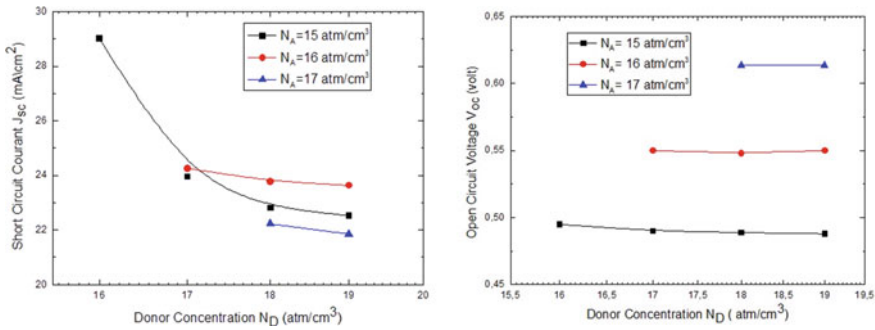 Short Circuit Courant J_SC (mA\cm²)
30
28
26
24
22
20
N_A=15 atm/cm³
N_A=16 atm/cm³
N_A=17 atm/cm³
16 17 18 19 20
Donor Concentration N_D (atm/cm³)
Open Circuit Voltage V_OC (volt)
0,65
0,60
0,55
0,50
0,45
N_A= 15 atm/cm³
N_A= 16 atm/cm³
N_A= 17 atm/cm³
15,5 16 16,5 17 17,5 18 18,5 19 19,5
Donor Concentration N_D ( atm/cm³)